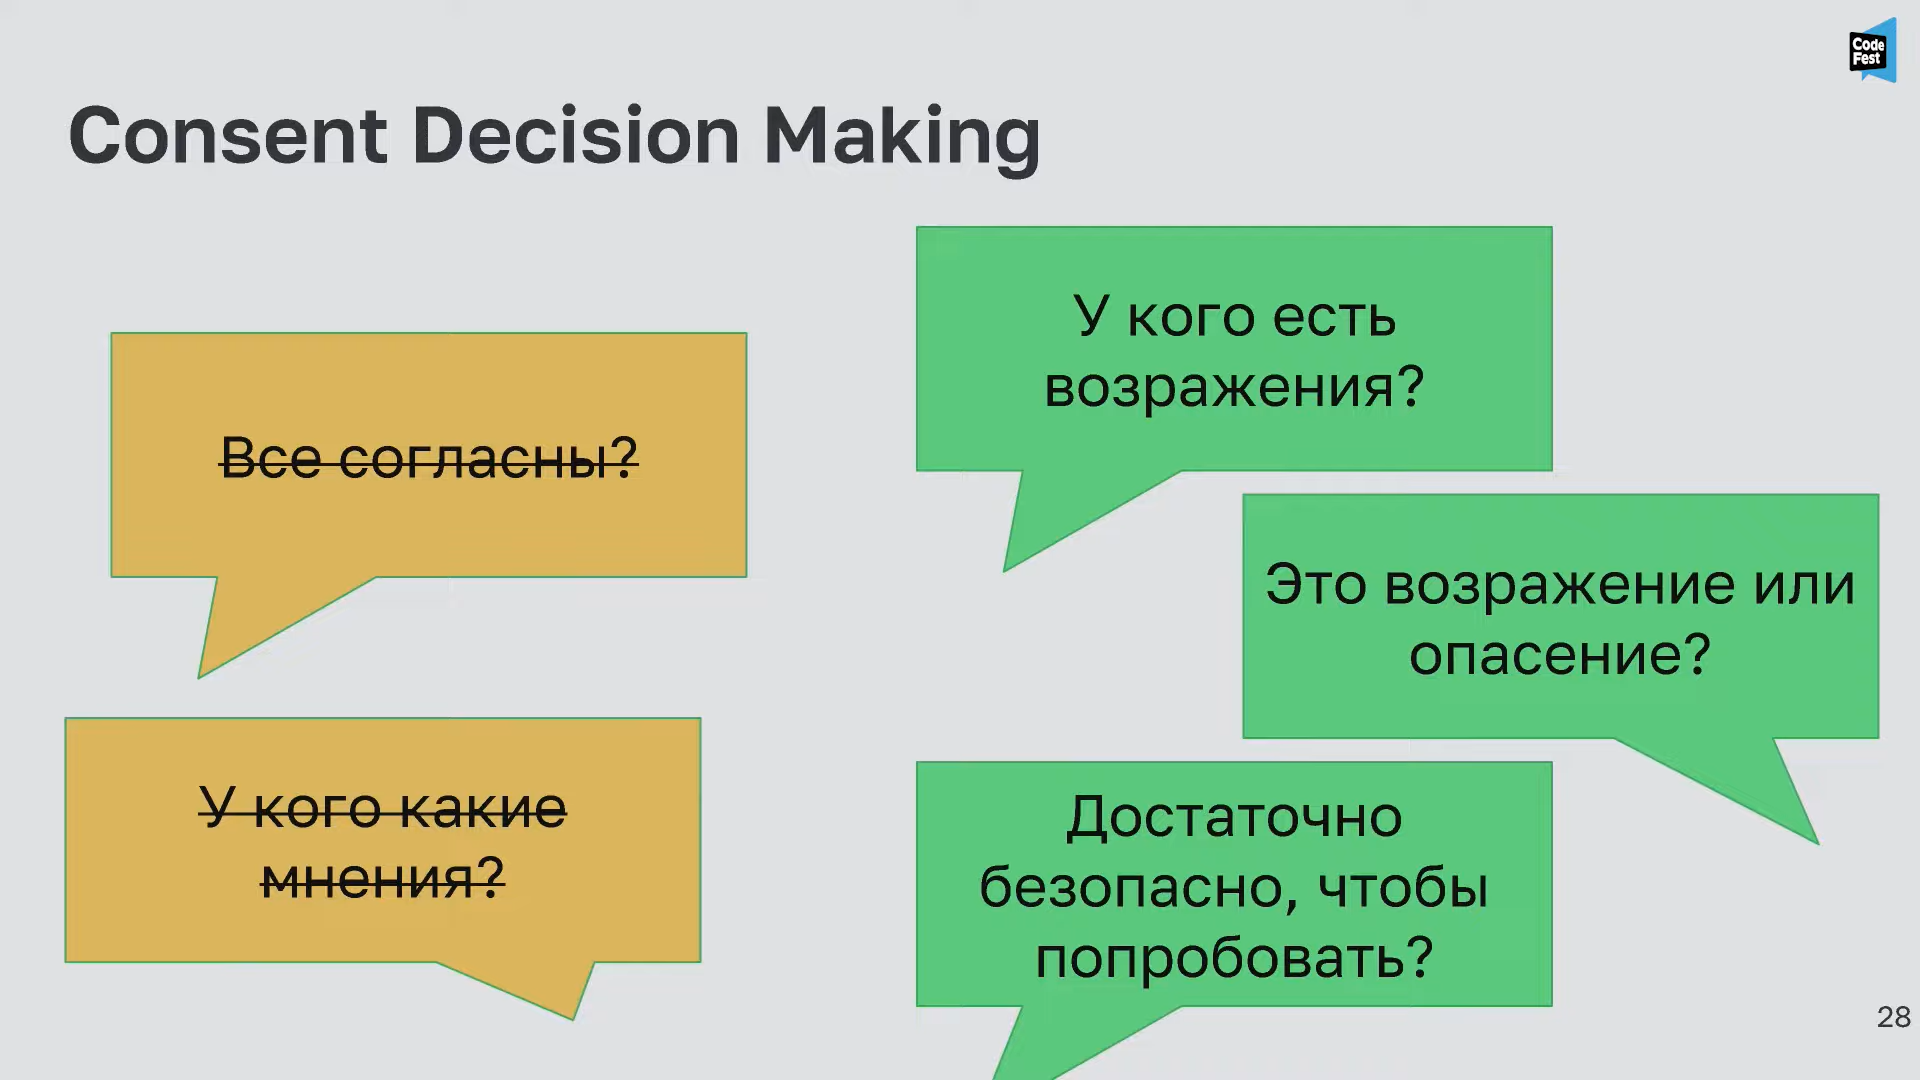 Code
Fest
Consent Decision Making
Все согласны?
У кого какие
мнения?
У кого есть
возражения?
Это возражение или
опасение?
Достаточно
безопасно, чтобы
попробовать?
28